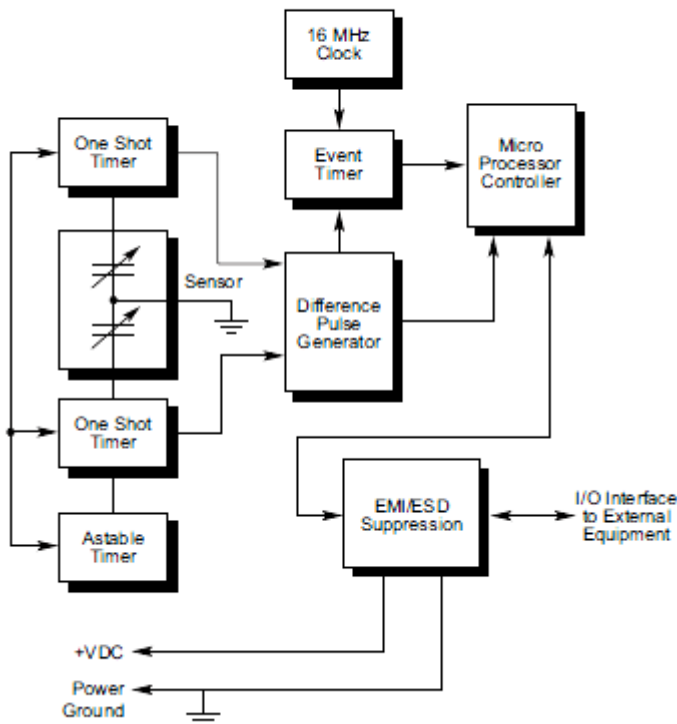 16 MHz
Clock
One Shot
Timer
Event
Timer
Micro
Processor
Controller
Sensor
Difference
Pulse
Generator
One Shot
Timer
EMI/ESD
Suppression
I/O Interface
to External
Equipment
Astable
Timer
+VDC
Power
Ground